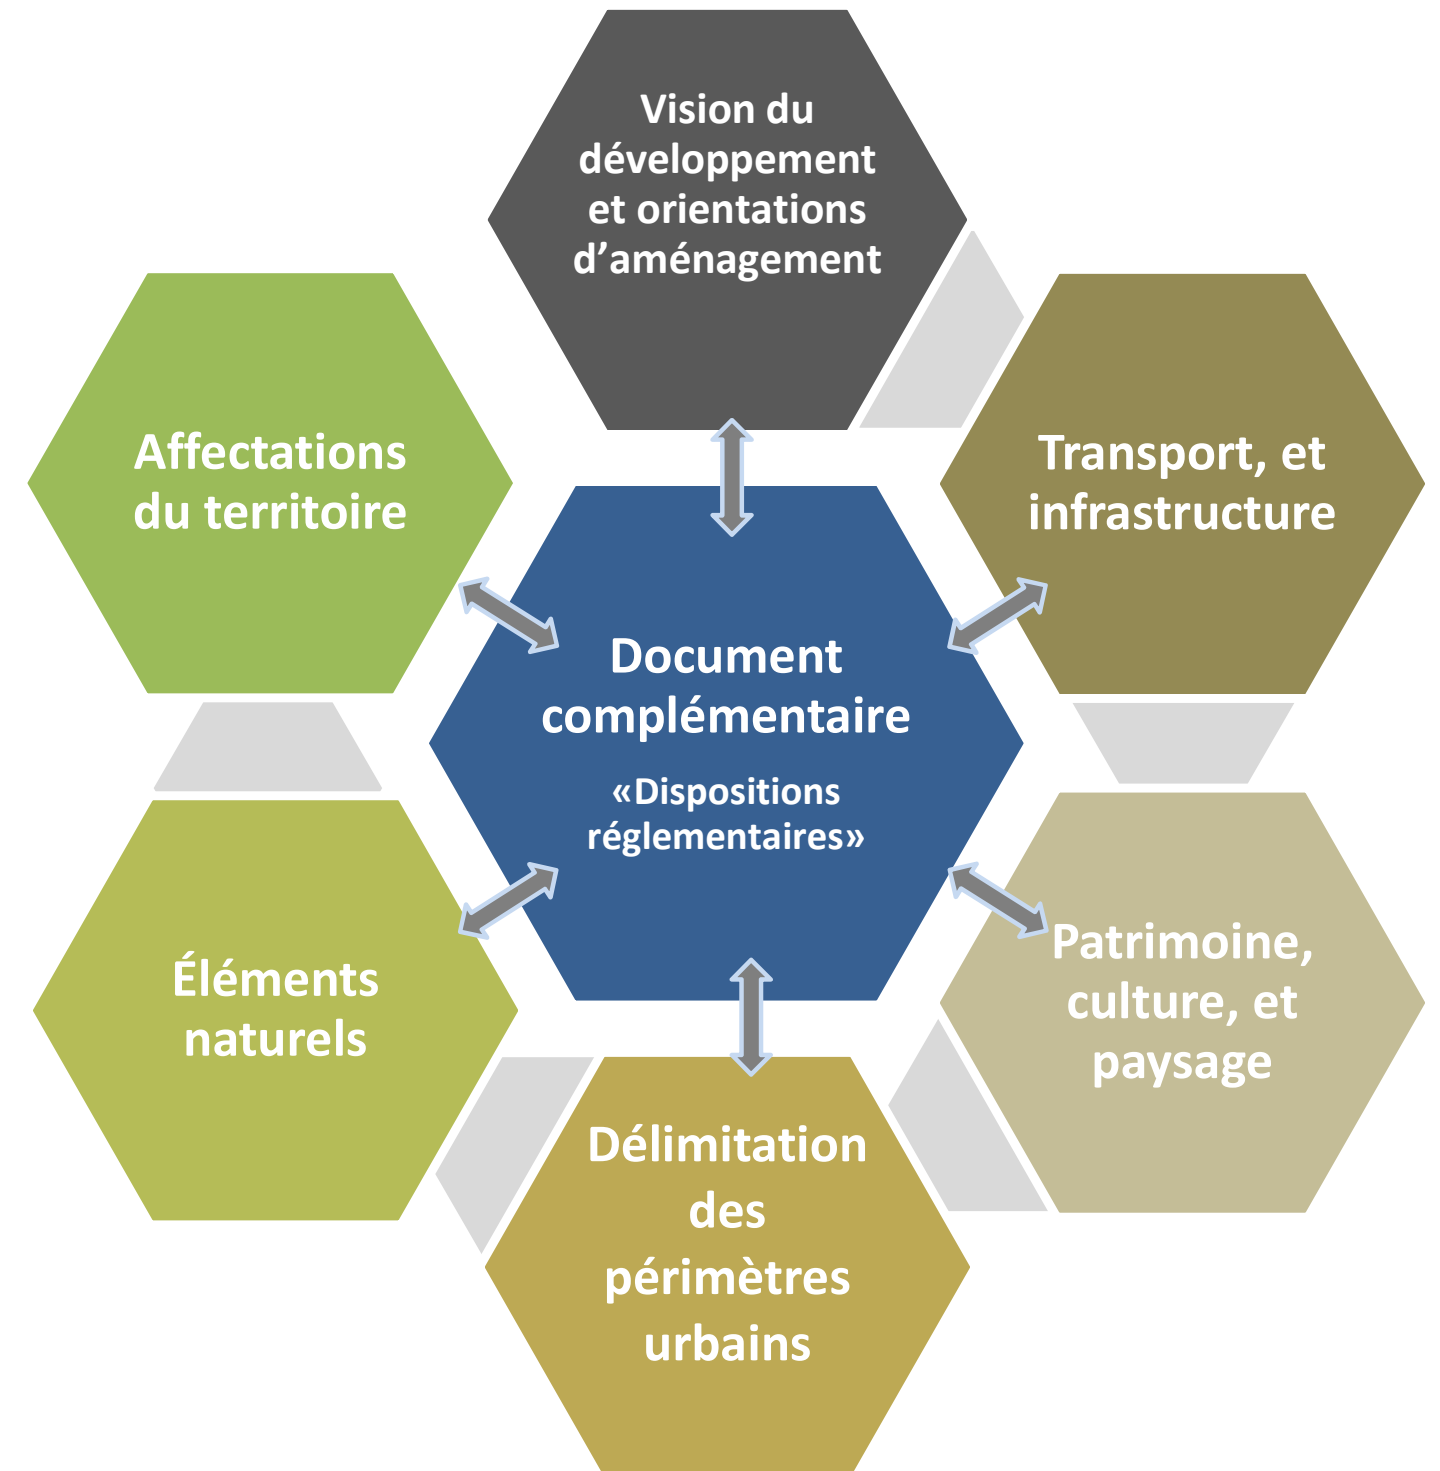 Vision du
développement
et orientations
d’aménagement
Affectations
du territoire
Transport, et
infrastructure
Document
complémentaire
«Dispositions
réglementaires»
Éléments
naturels
Patrimoine,
culture, et
paysage
Délimitation
des
périmètres
urbains